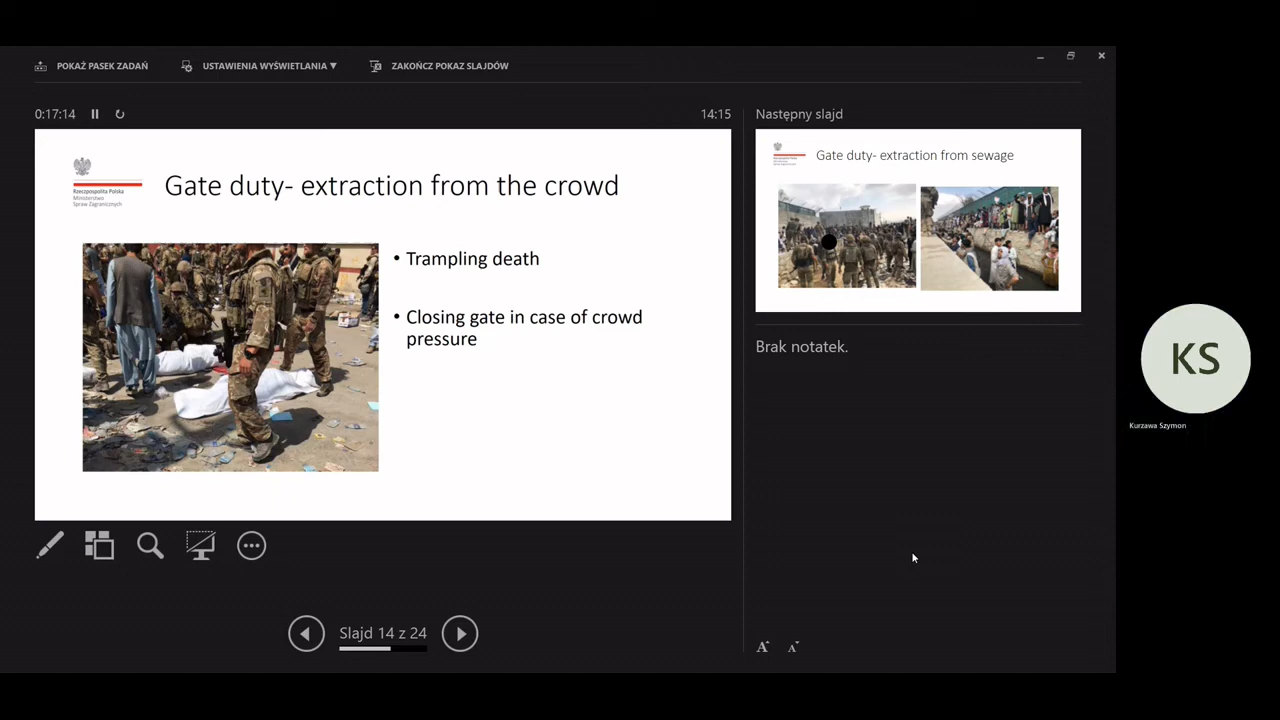 POKAŻ PASEK ZADAŃ
USTAWIENIA WYŚWIETLANIA ▼
ZAKOŃCZ POKAZ SLAJDÓW
0:17:14
14:15
Rzeczpospolita Polska
Ministerstwo
Spraw Zagranicznych
Gate duty- extraction from the crowd
• Trampling death
• Closing gate in case of crowd
pressure
Następny slajd
Gate duty- extraction from sewage
Brak notatek.
Slajd 14 z 24
A A
KS
Kurzawa Szymon